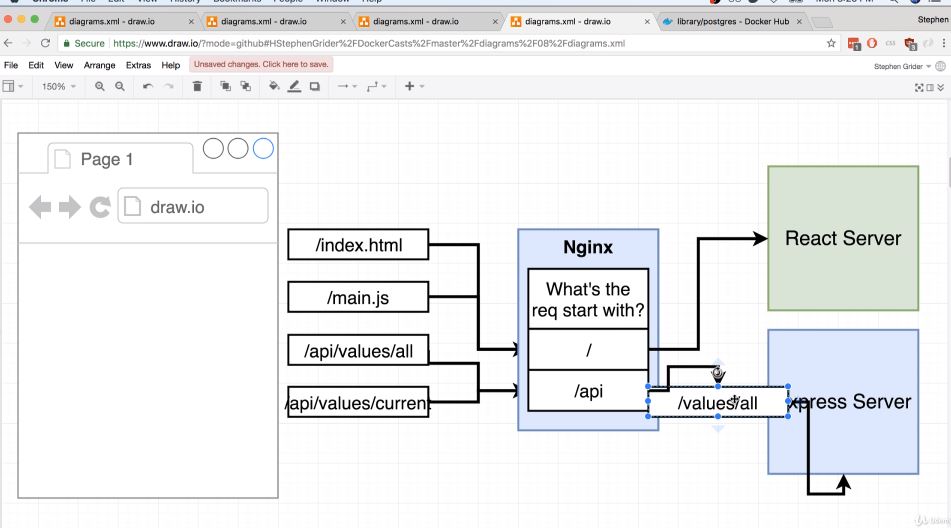 diagrams.xml - draw.io
diagrams.xml - draw.io
diagrams.xml - draw.io
diagrams.xml - draw.io
library/postgres - Docker Hub
Stephen
Secure
https://www.draw.io/?mode=github#HStephenGrider%2FDockerCasts%2Fmaster%2Fdiagrams%2F08%2Fdiagrams.xml
File Edit View Arrange Extras Help
Unsaved changes. Click here to save.
Stephen Grider
150%
Page 1
draw.io
/index.html
/main.js
/api/values/all
/api/values/current
Nginx
What's the
req start with?
/
/api
/values/all
React Server
xpress Server